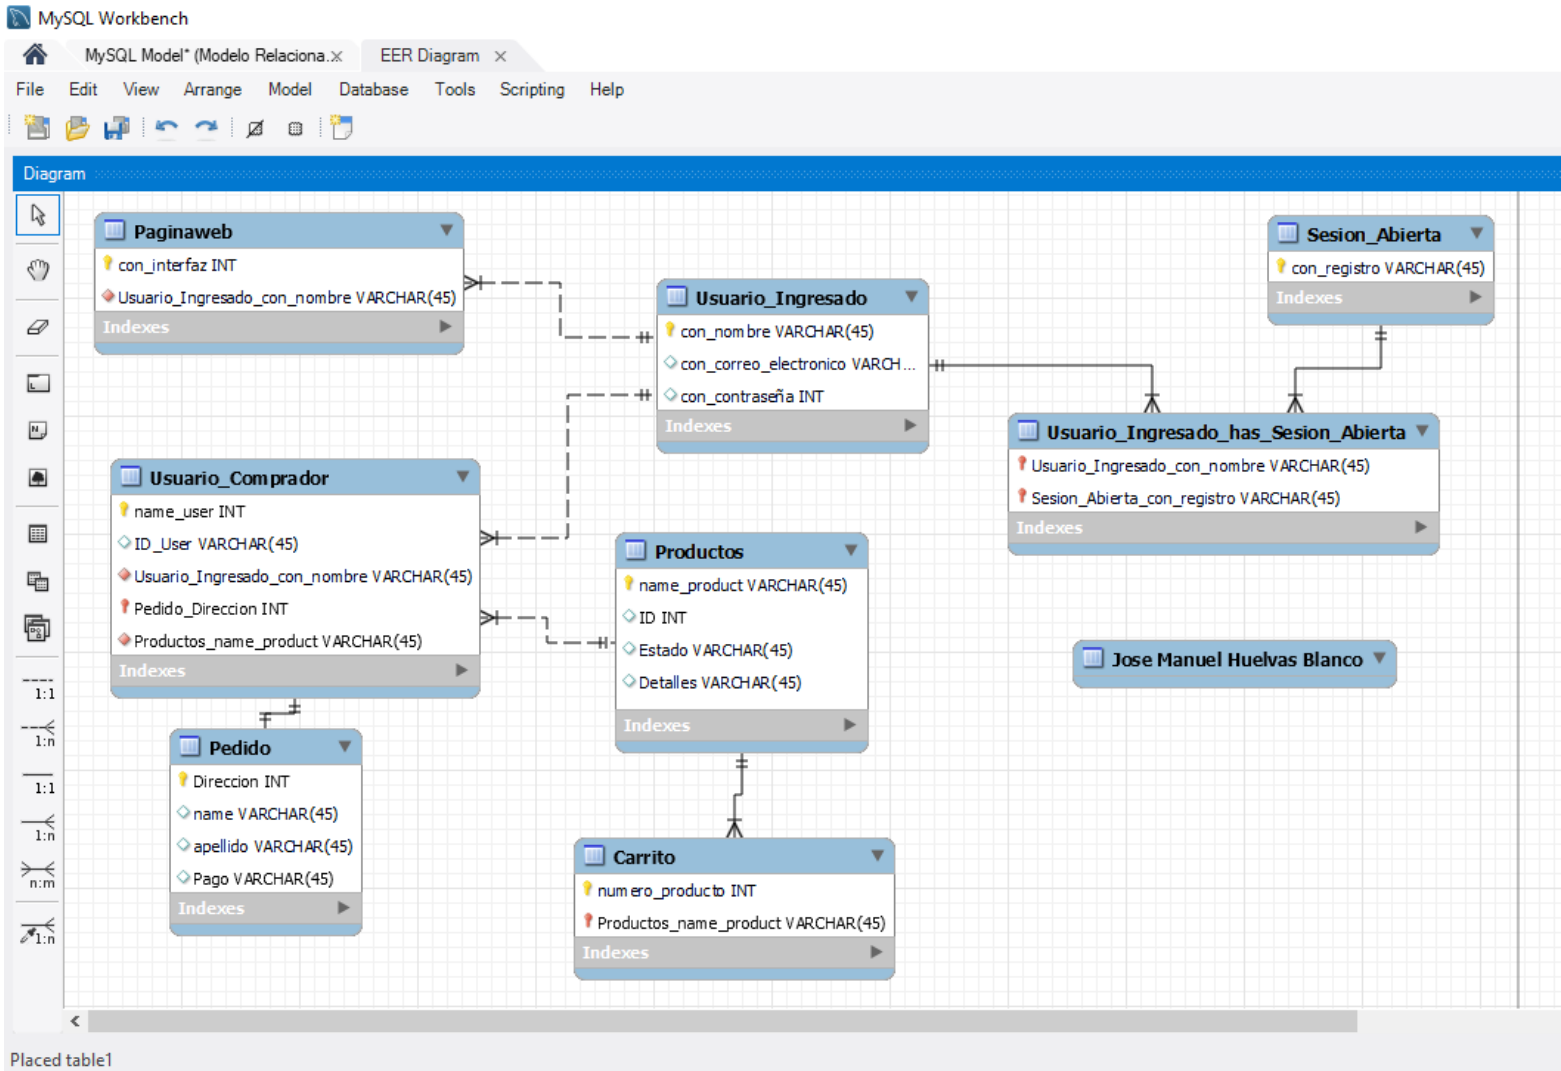 MySQL Workbench
MySQL Model* (Modelo Relaciona.× EER Diagram ×
File Edit View Arrange Model Database Tools Scripting Help
Diagram
Paginaweb
con_interfaz INT
Usuario_Ingresado_con_nombre VARCHAR(45)
Indexes
Usuario_Ingresado
con_nombre VARCHAR(45)
con_correo_electronico VARCH...
con_contraseña INT
Indexes
Sesion_Abierta
con_registro VARCHAR(45)
Indexes
Usuario_Ingresado_has_Sesion_Abierta
Usuario_Ingresado_con_nombre VARCHAR(45)
Sesion_Abierta_con_registro VARCHAR(45)
Indexes
Usuario_Comprador
name_user INT
ID_User VARCHAR(45)
Usuario_Ingresado_con_nombre VARCHAR(45)
Pedido_Direccion INT
Productos_name_product VARCHAR(45)
Indexes
Productos
name_product VARCHAR(45)
ID INT
Estado VARCHAR(45)
Detalles VARCHAR(45)
Indexes
Jose Manuel Huelvas Blanco
Pedido
Direccion INT
name VARCHAR(45)
apellido VARCHAR(45)
Pago VARCHAR(45)
Indexes
Carrito
numero_producto INT
Productos_name_product VARCHAR(45)
Indexes
1:1
1:n
1:1
1:n
n:m
1:n
Placed table1